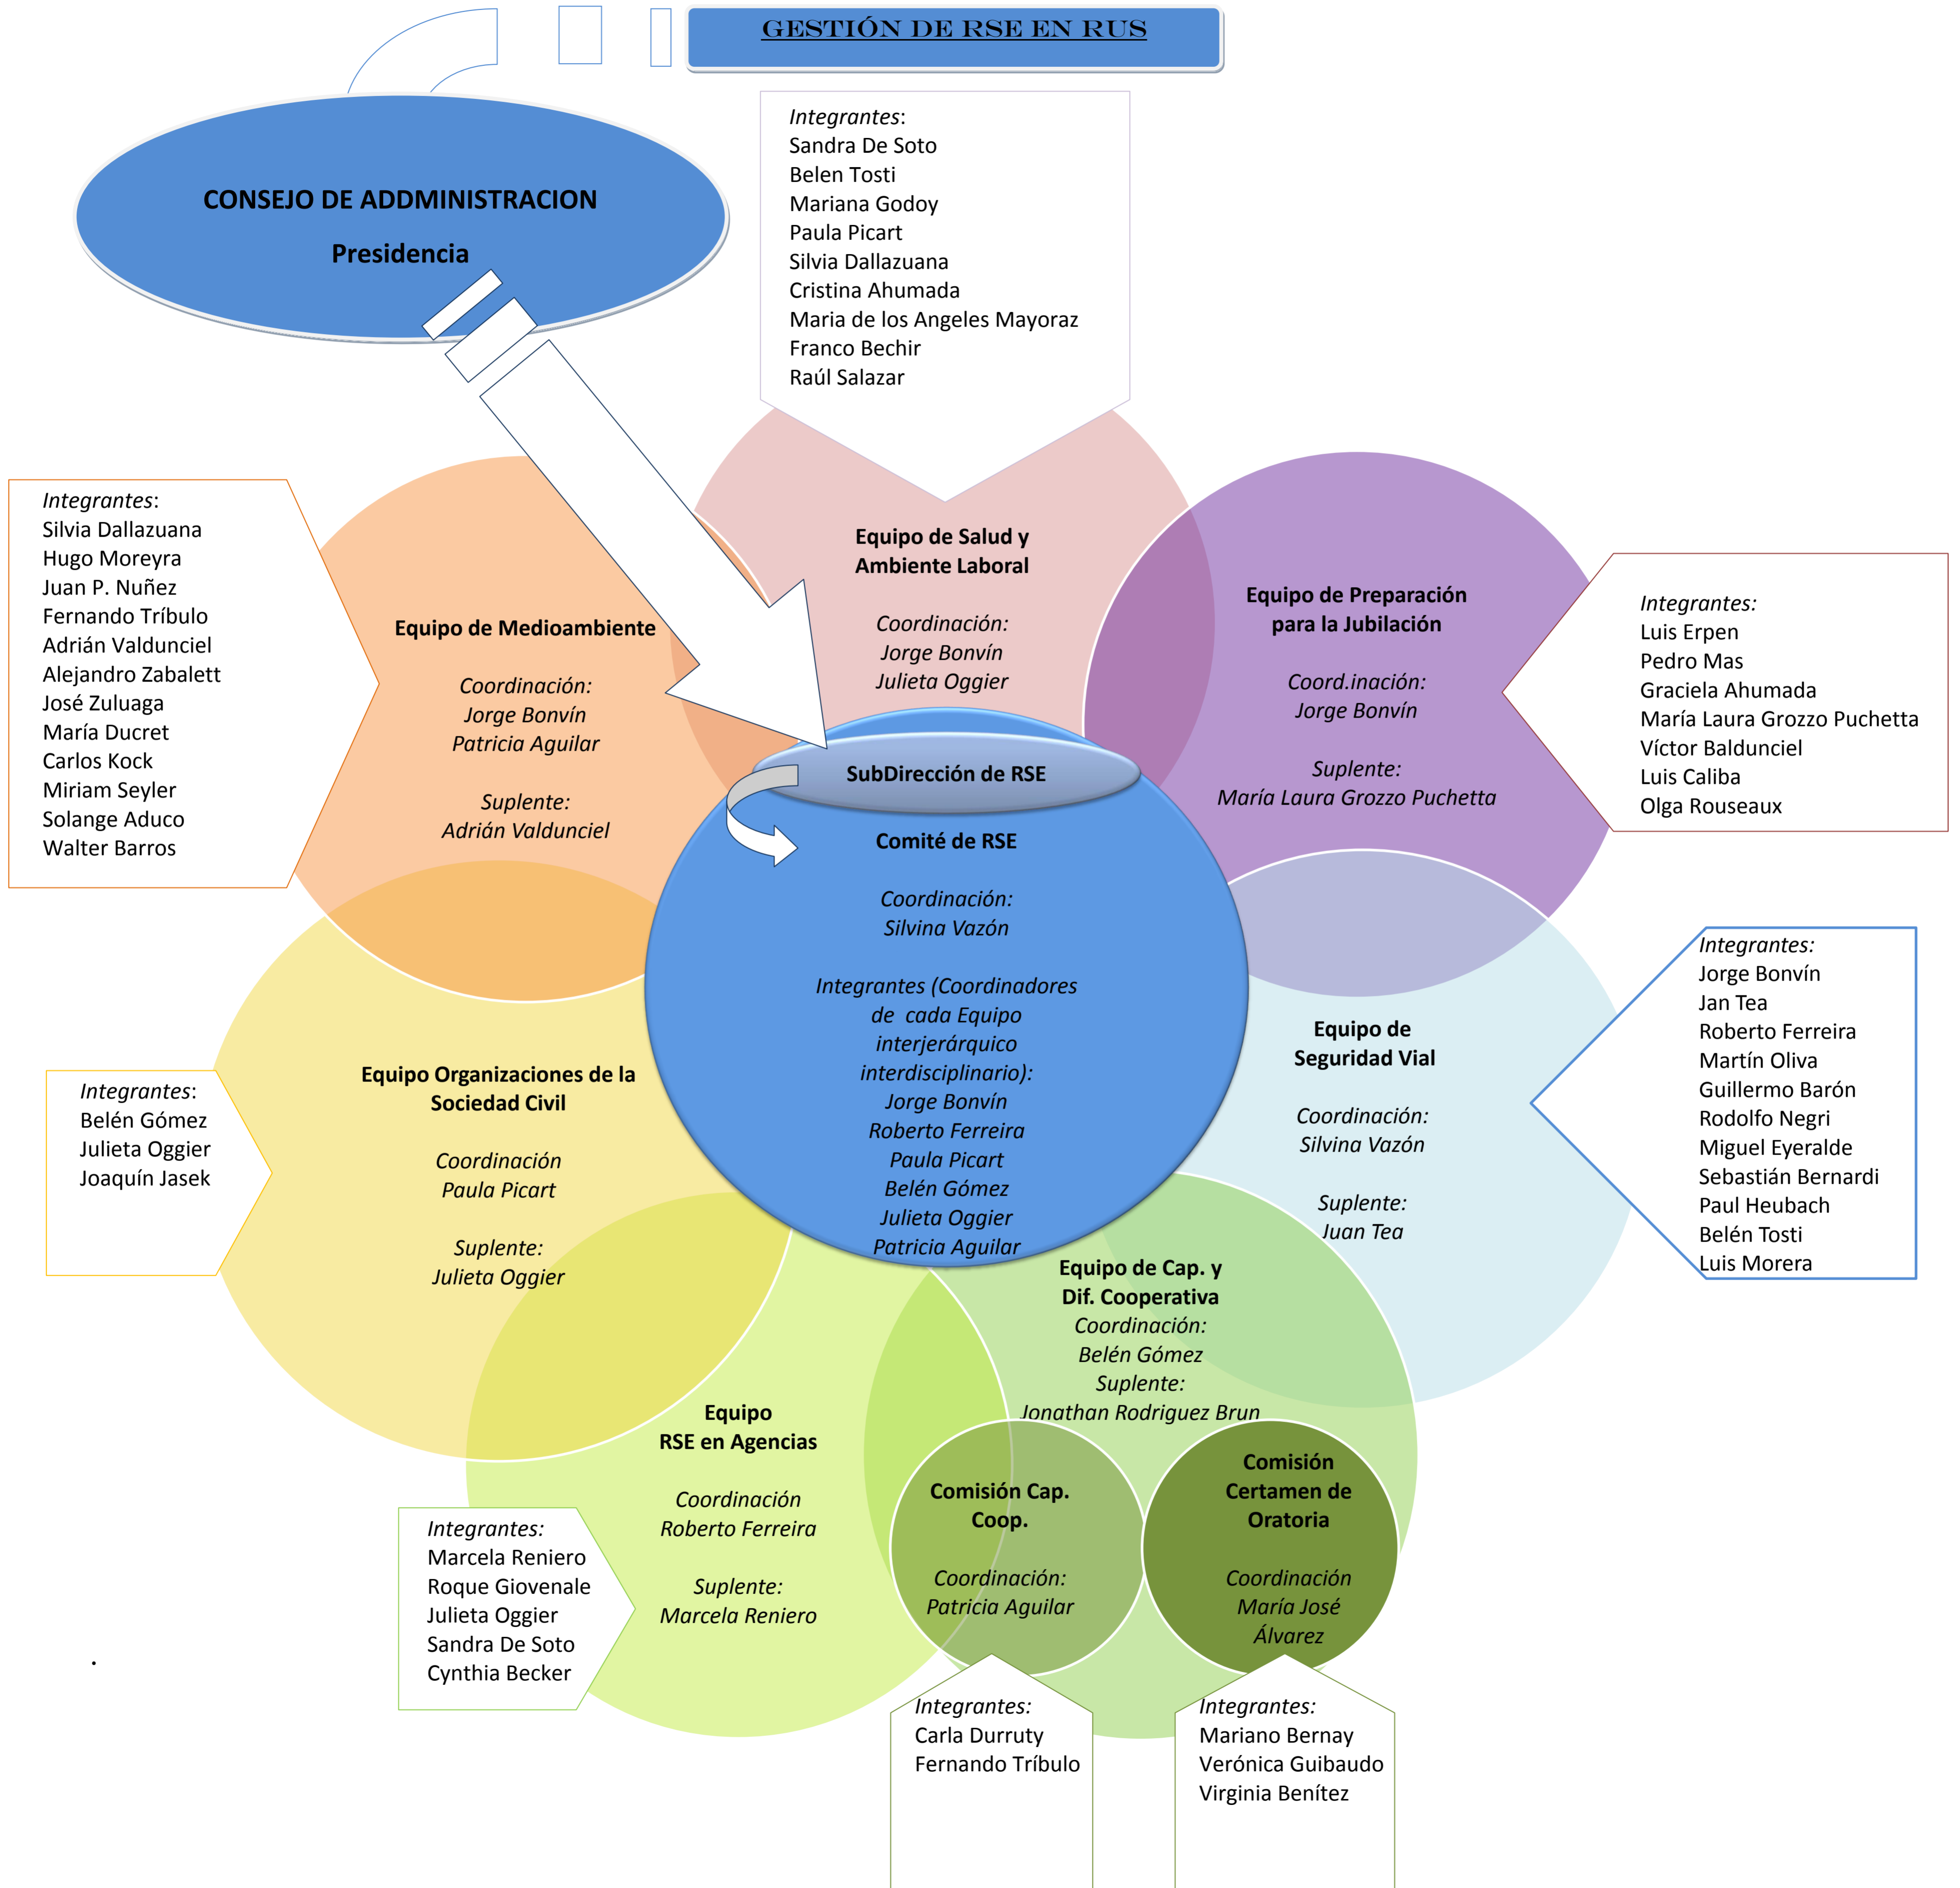 GESTIÓN DE RSE EN RUS
CONSEJO DE ADDMINISTRACION
Presidencia
Integrantes:
Sandra De Soto
Belen Tosti
Mariana Godoy
Paula Picart
Silvia Dallazuana
Cristina Ahumada
Maria de los Angeles Mayoraz
Franco Bechir
Raúl Salazar
Integrantes:
Silvia Dallazuana
Hugo Moreyra
Juan P. Nuñez
Fernando Tríbulo
Adrián Valdunciel
Alejandro Zabalett
José Zuluaga
María Ducret
Carlos Kock
Miriam Seyler
Solange Aduco
Walter Barros
Equipo de Medioambiente
Coordinación:
Jorge Bonvín
Patricia Aguilar
Suplente:
Adrián Valdunciel
Equipo de Salud y
Ambiente Laboral
Coordinación:
Jorge Bonvín
Julieta Oggier
Equipo de Preparación
para la Jubilación
Coord.inación:
Jorge Bonvín
Suplente:
María Laura Grozzo Puchetta
Integrantes:
Luis Erpen
Pedro Mas
Graciela Ahumada
María Laura Grozzo Puchetta
Víctor Baldunciel
Luis Caliba
Olga Rouseaux
SubDirección de RSE
Comité de RSE
Coordinación:
Silvina Vazón
Integrantes (Coordinadores
de cada Equipo
interjerárquico
interdisciplinario):
Jorge Bonvín
Roberto Ferreira
Paula Picart
Belén Gómez
Julieta Oggier
Patricia Aguilar
Equipo de
Seguridad Vial
Coordinación:
Silvina Vazón
Suplente:
Juan Tea
Integrantes:
Jorge Bonvín
Jan Tea
Roberto Ferreira
Martín Oliva
Guillermo Barón
Rodolfo Negri
Miguel Eyeralde
Sebastián Bernardi
Paul Heubach
Belén Tosti
Luis Morera
Integrantes:
Belén Gómez
Julieta Oggier
Joaquín Jasek
Equipo Organizaciones de la
Sociedad Civil
Coordinación
Paula Picart
Suplente:
Julieta Oggier
Equipo de Cap. y
Dif. Cooperativa
Coordinación:
Belén Gómez
Suplente:
Jonathan Rodriguez Brun
Equipo
RSE en Agencias
Coordinación
Roberto Ferreira
Suplente:
Marcela Reniero
Integrantes:
Marcela Reniero
Roque Giovenale
Julieta Oggier
Sandra De Soto
Cynthia Becker
.
Comisión Cap.
Coop.
Coordinación:
Patricia Aguilar
Comisión
Certamen de
Oratoria
Coordinación
María José
Álvarez
Integrantes:
Carla Durruty
Fernando Tríbulo
Integrantes:
Mariano Bernay
Verónica Guibaudo
Virginia Benítez